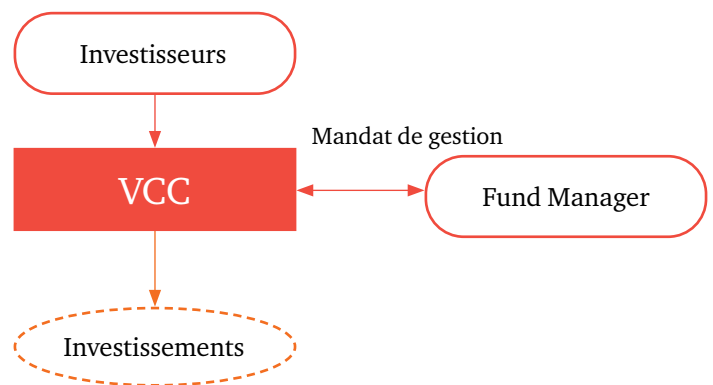 Investisseurs
Mandat de gestion
VCC
Fund Manager
Investissements